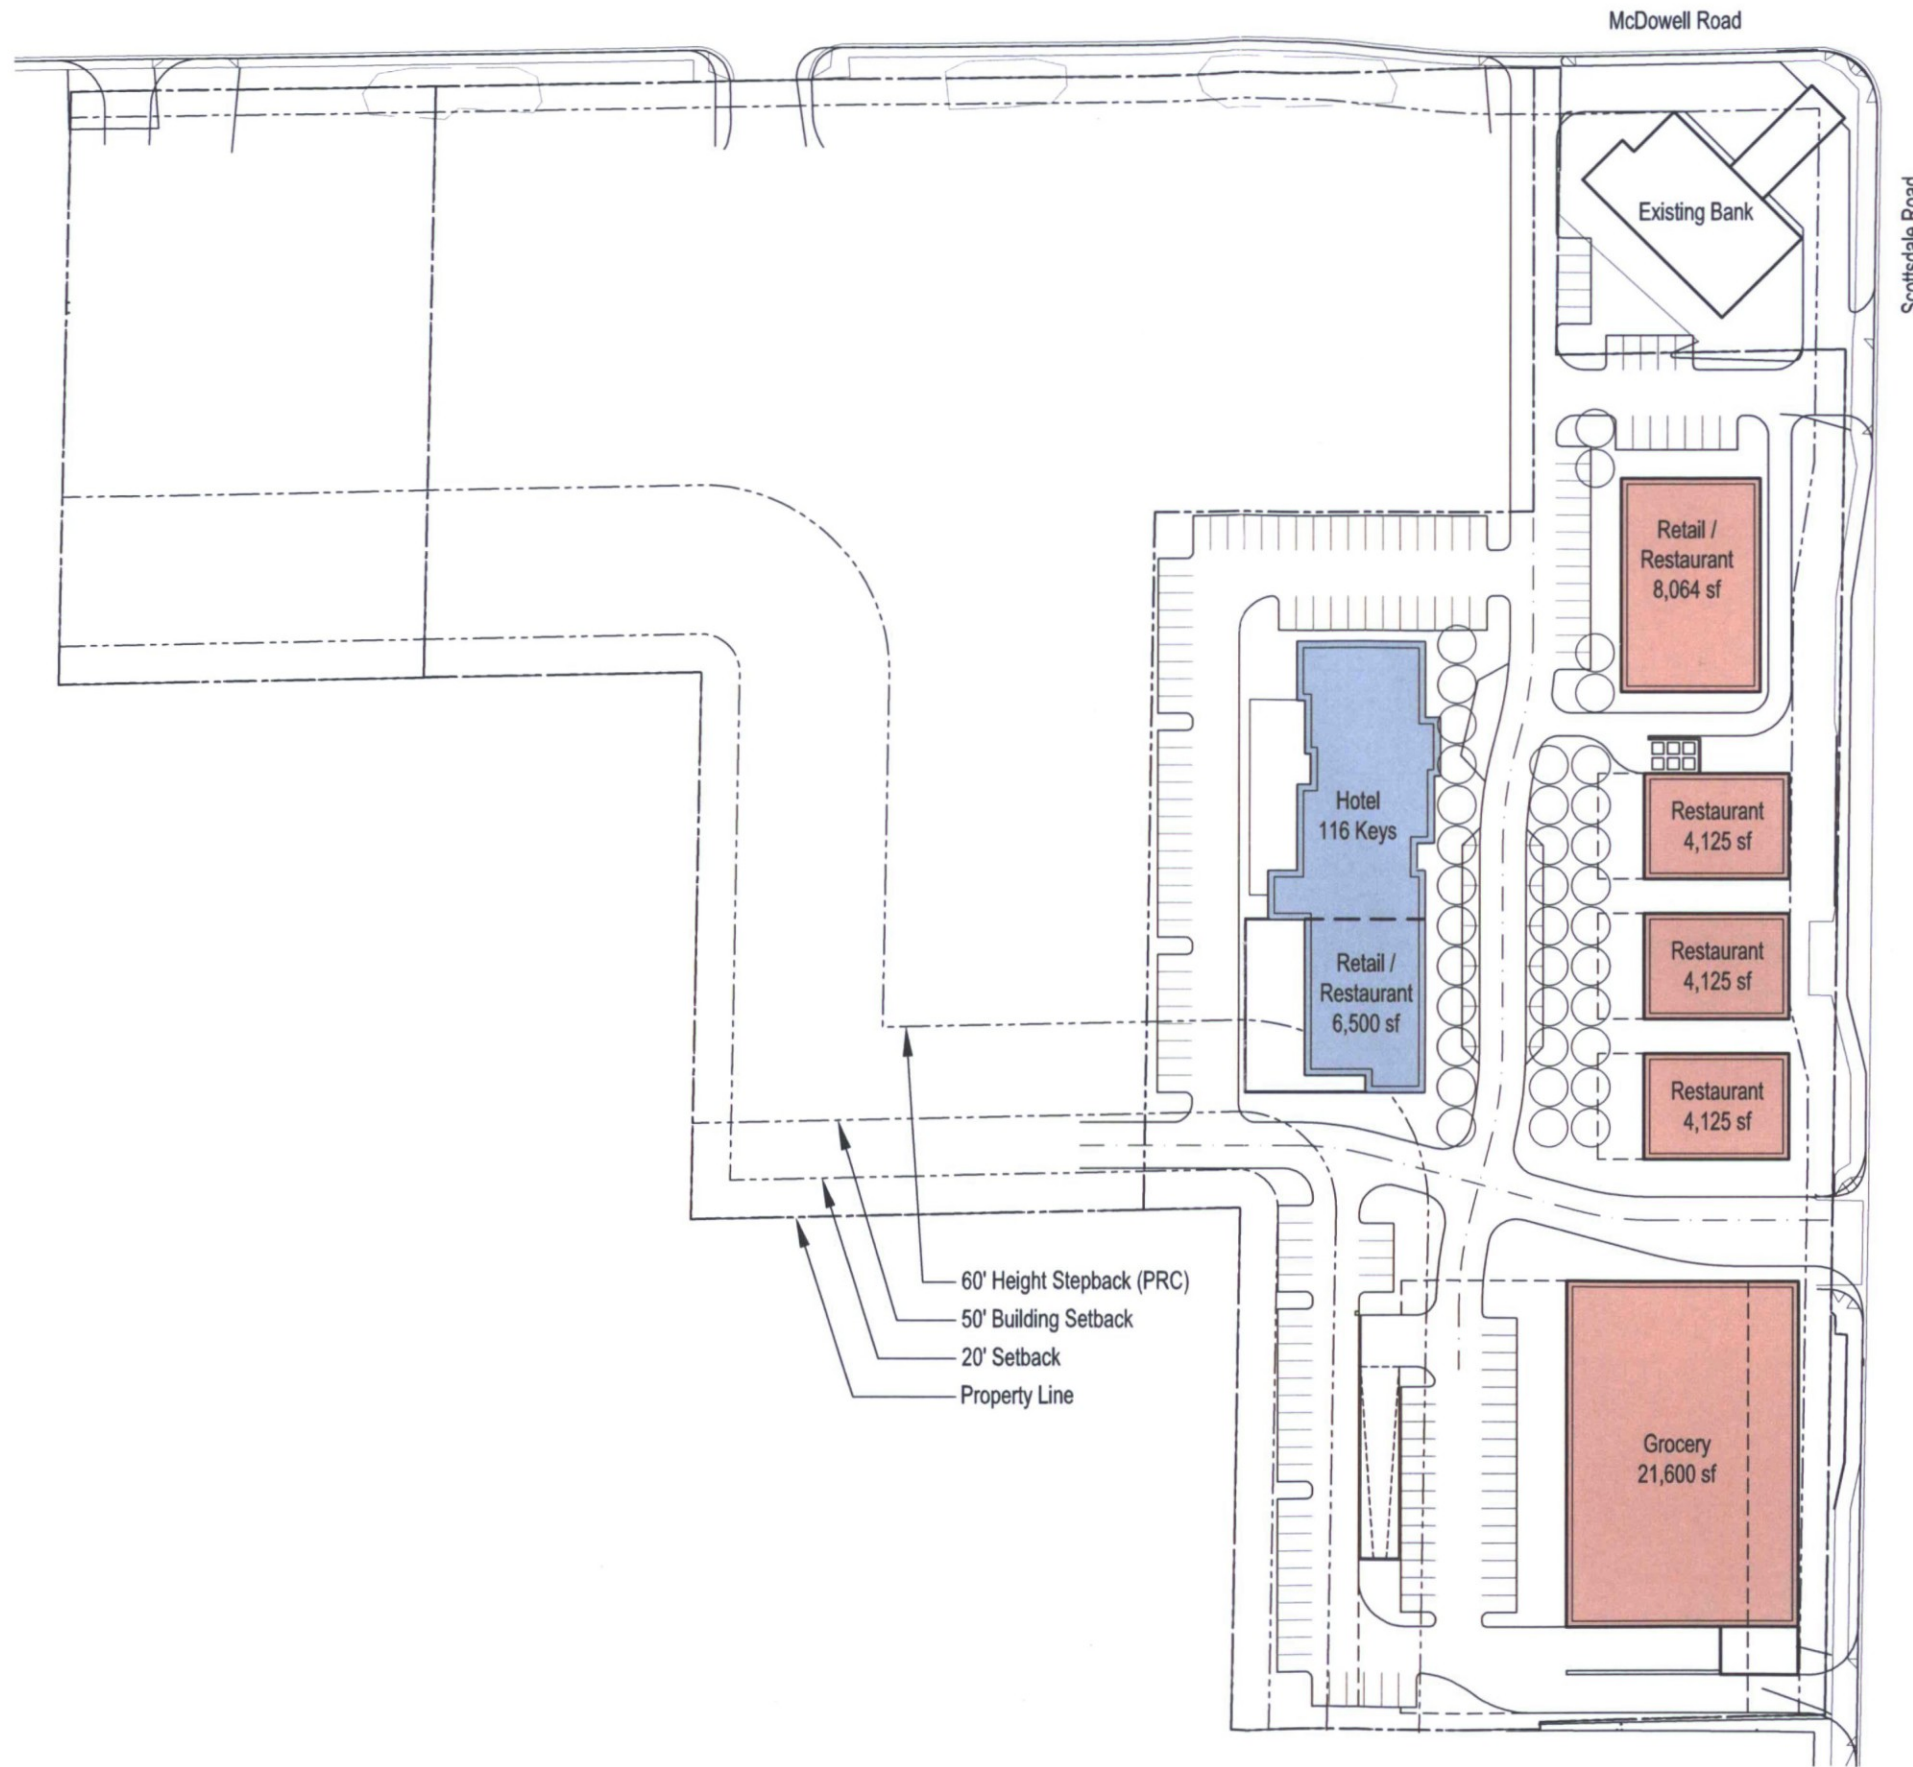 McDowell Road
Scottsdale Road
Existing Bank
Retail /
Restaurant
8,064 sf
Hotel
116 Keys
Restaurant
4,125 sf
Retail /
Restaurant
6,500 sf
Restaurant
4,125 sf
Restaurant
4,125 sf
60' Height Stepback (PRC)
50' Building Setback
20' Setback
Property Line
Grocery
21,600 sf